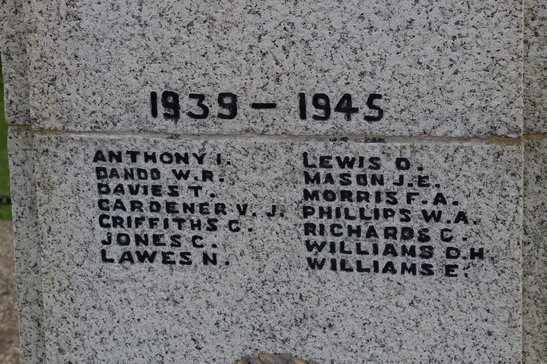 1939 – 1945
ANTHONY I.
DANDO W.R.
DAVIES T.
GARDENER V. J.
GRIFFITHS C.
JONES C.
LAWES N.
LEWIS D.
MASON J.E.
MORRIS F.A.
PHILLIPS W.A.
RICHARDS C.
WILLIAMS D.H.
WILLIAMS E.